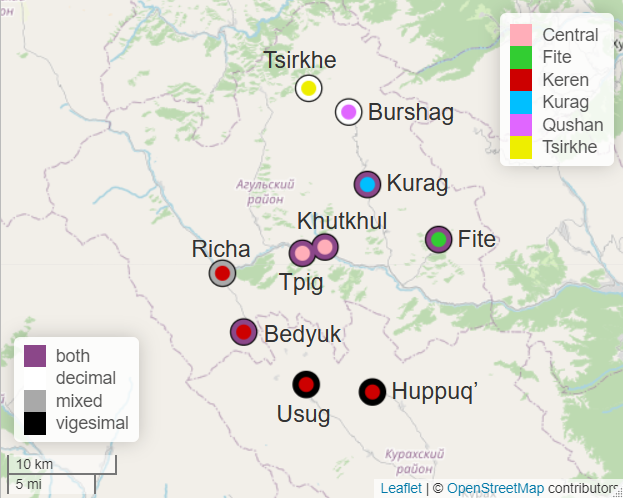 Central
Fite
Keren
Kurag
Qushan
Tsirkhe
Tsirkhe
Burshag
Kurag
Агульский
район
Khutkhul
Fite
Richa
Tpig
Bedyuk
Usug
Huppuq’
both
decimal
mixed
vigesimal
10 km
5 mi
Курахский
район
Leaflet | © OpenStreetMap contributors